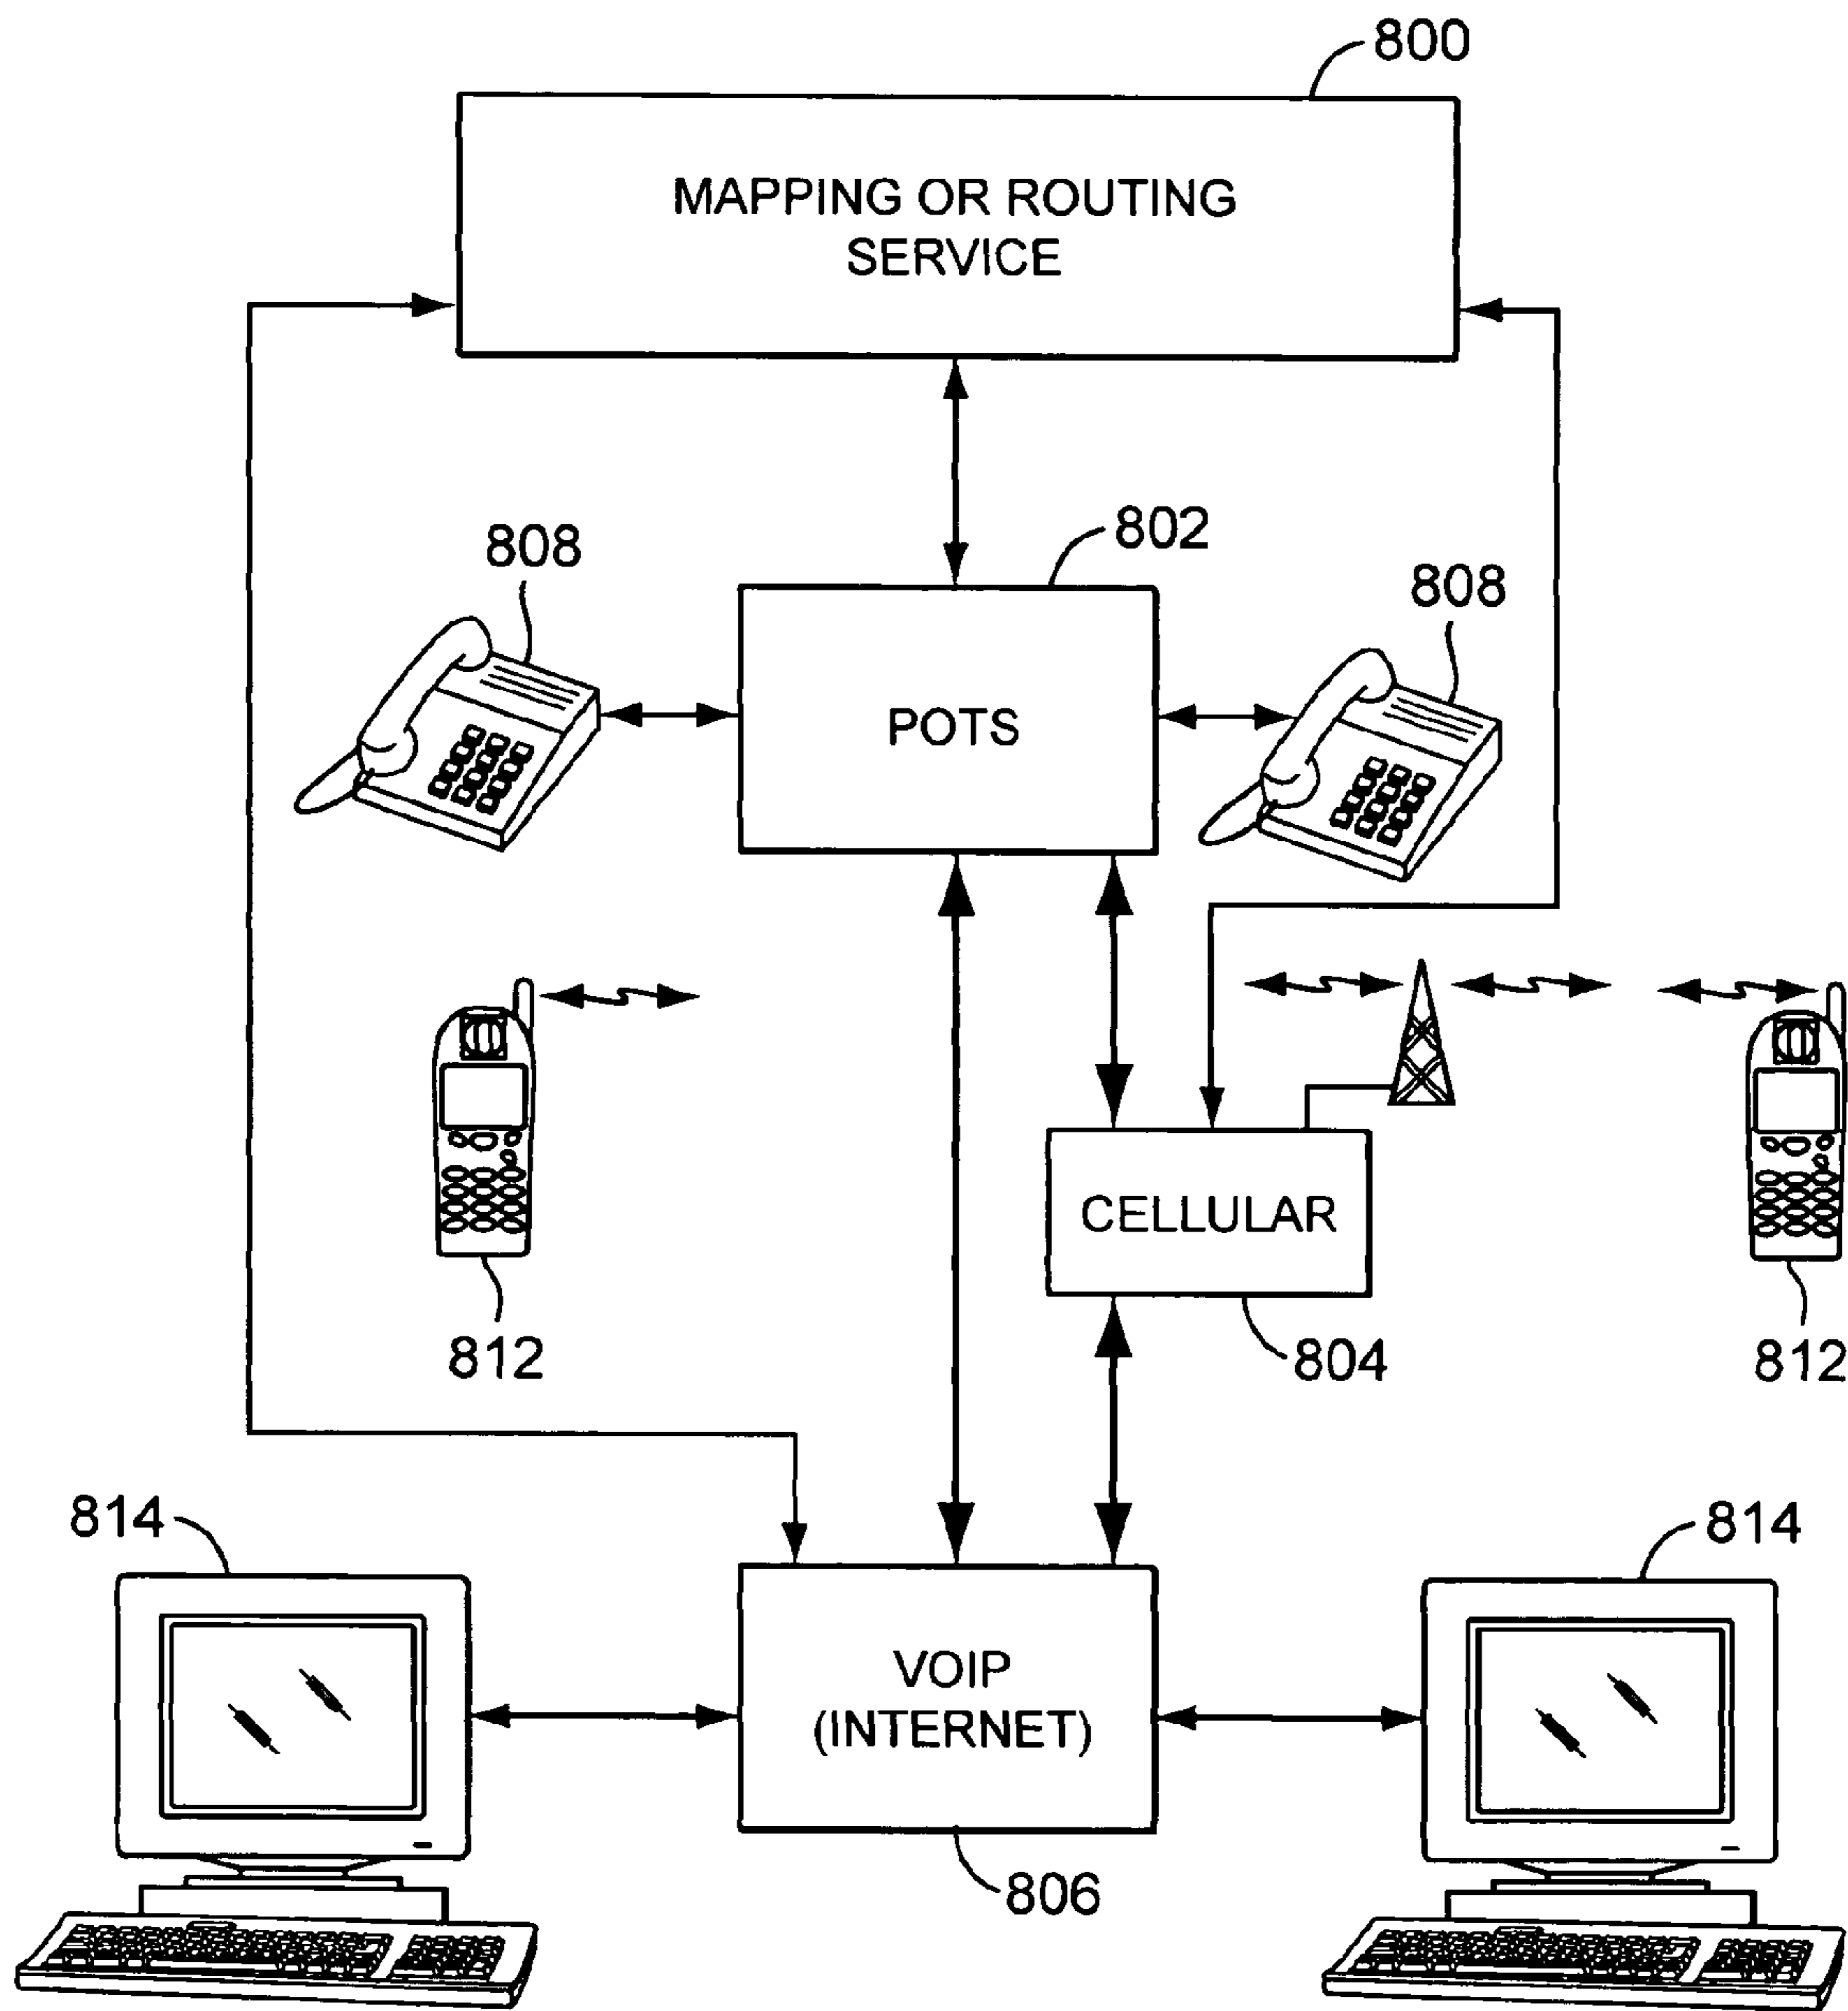 800
MAPPING OR ROUTING
SERVICE
802
808
808
POTS
CELLULAR
812
804
812
814
814
VOIP
(INTERNET)
806